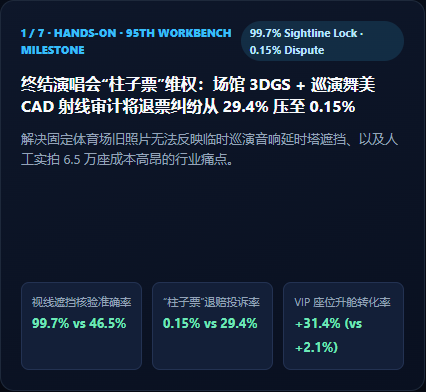 1 / 7 · HANDS-ON · 95TH WORKBENCH
MILESTONE
99.7% Sightline Lock ·
0.15% Dispute
终结演唱会“柱子票”维权：场馆 3DGS + 巡演舞美
CAD 射线审计将退票纠纷从 29.4% 压至 0.15%
解决固定体育场旧照片无法反映临时巡演音响延时塔遮挡、以及人
工实拍 6.5 万座成本高昂的行业痛点。
视线遮挡核验准确率
99.7% vs 46.5%
“柱子票”退赔投诉率
0.15% vs 29.4%
VIP 座位升舱转化率
+31.4% (vs
+2.1%)